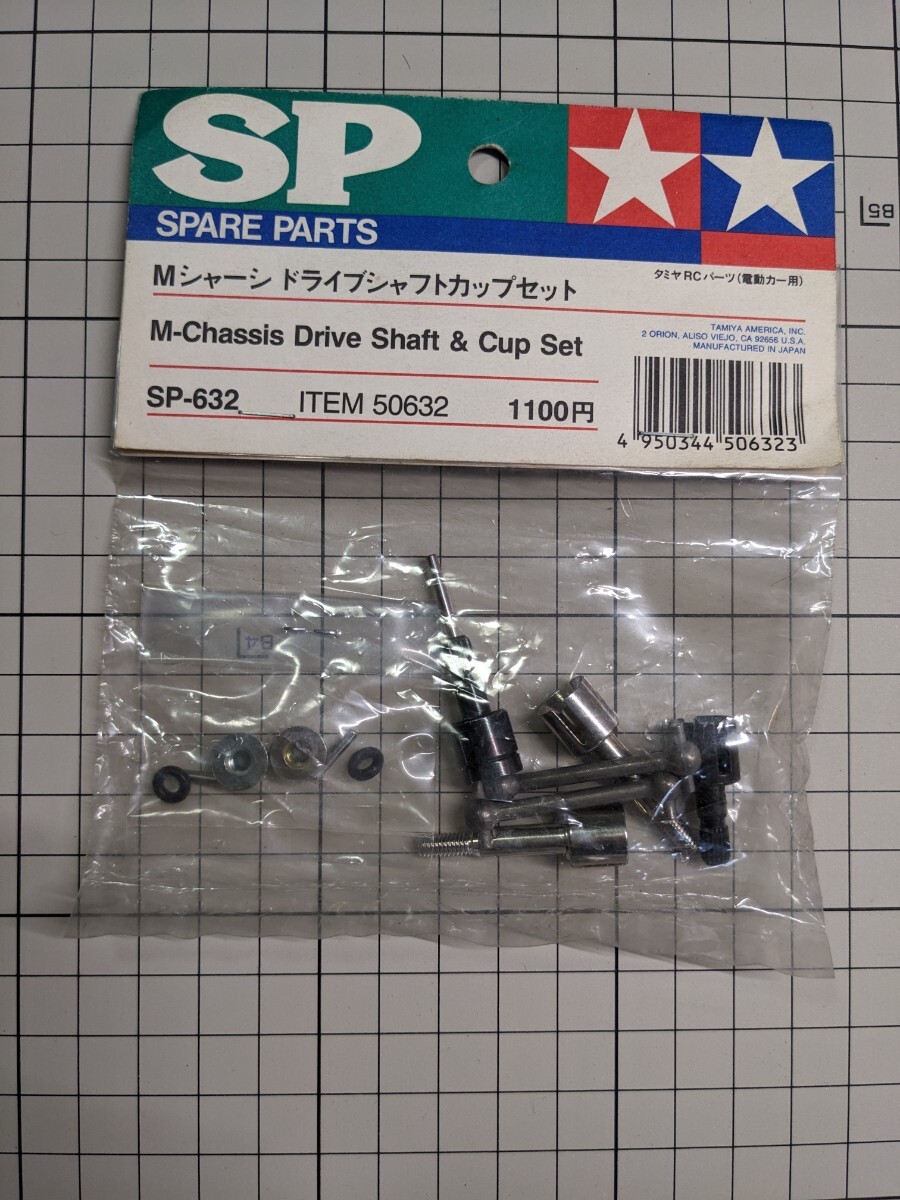 SP
SPARE PARTS
Mシャーシ ドライブシャフトカップセット
タミヤRCパーツ(電動カー用)
M-Chassis Drive Shaft & Cup Set
TAMIYA AMERICA, INC.
2 ORION, ALISO VIEJO, CA 92656 U.S.A.
MANUFACTURED IN JAPAN
SP-632 ITEM 50632 1100円
4 950344 506323
B5
B4